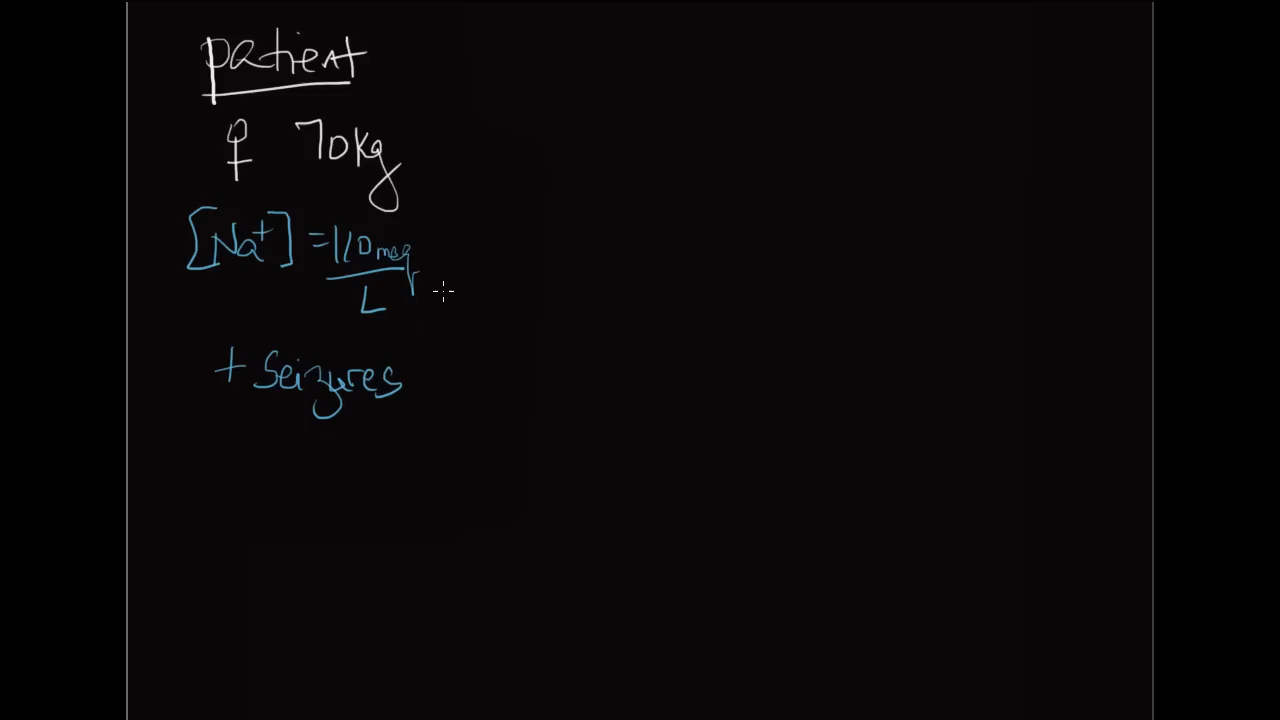 patient
♀ 70kg
[Na⁺] = 110 meq
L
+ Seizures